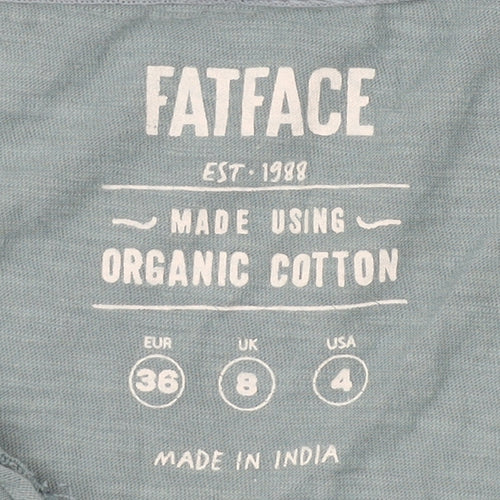 FATFACE
EST · 1988
MADE USING
ORGANIC COTTON
EUR UK USA
36 8 4
MADE IN INDIA